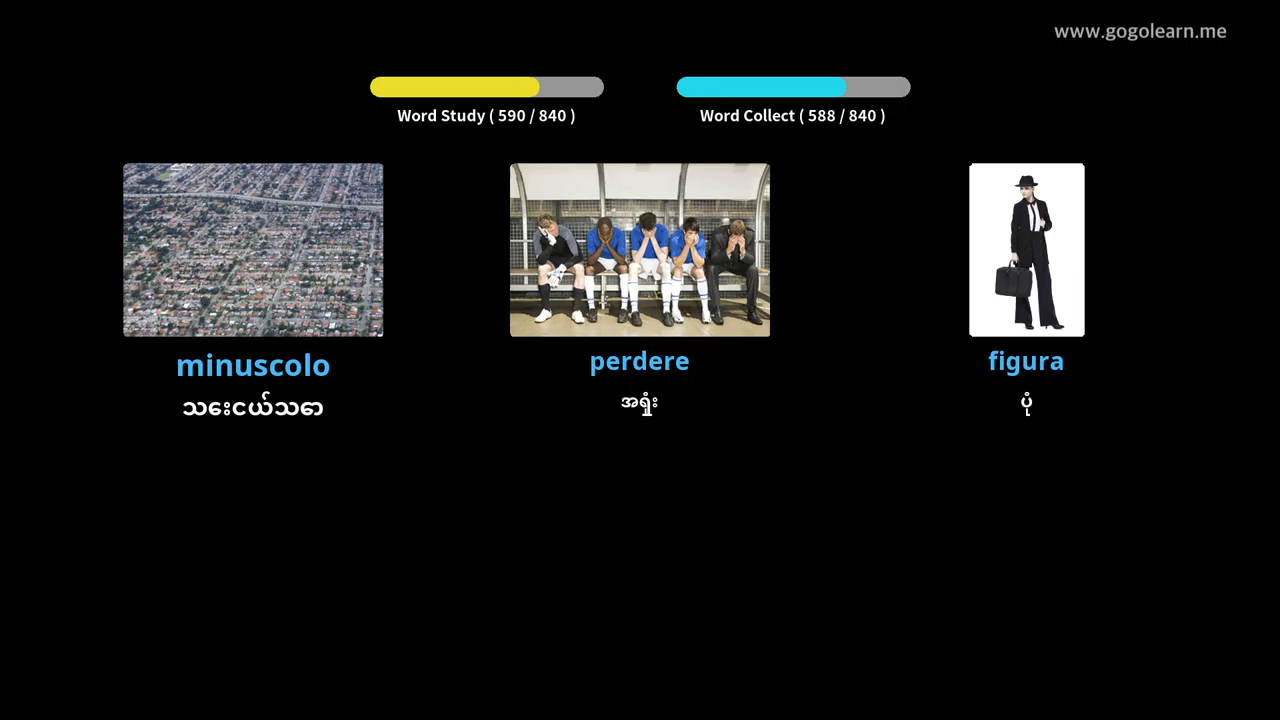 www.gogolearn.me
Word Study ( 590 / 840 )
Word Collect ( 588 / 840 )
minuscolo
သေးငယ်သော
perdere
အရှုံး
figura
ပုံ